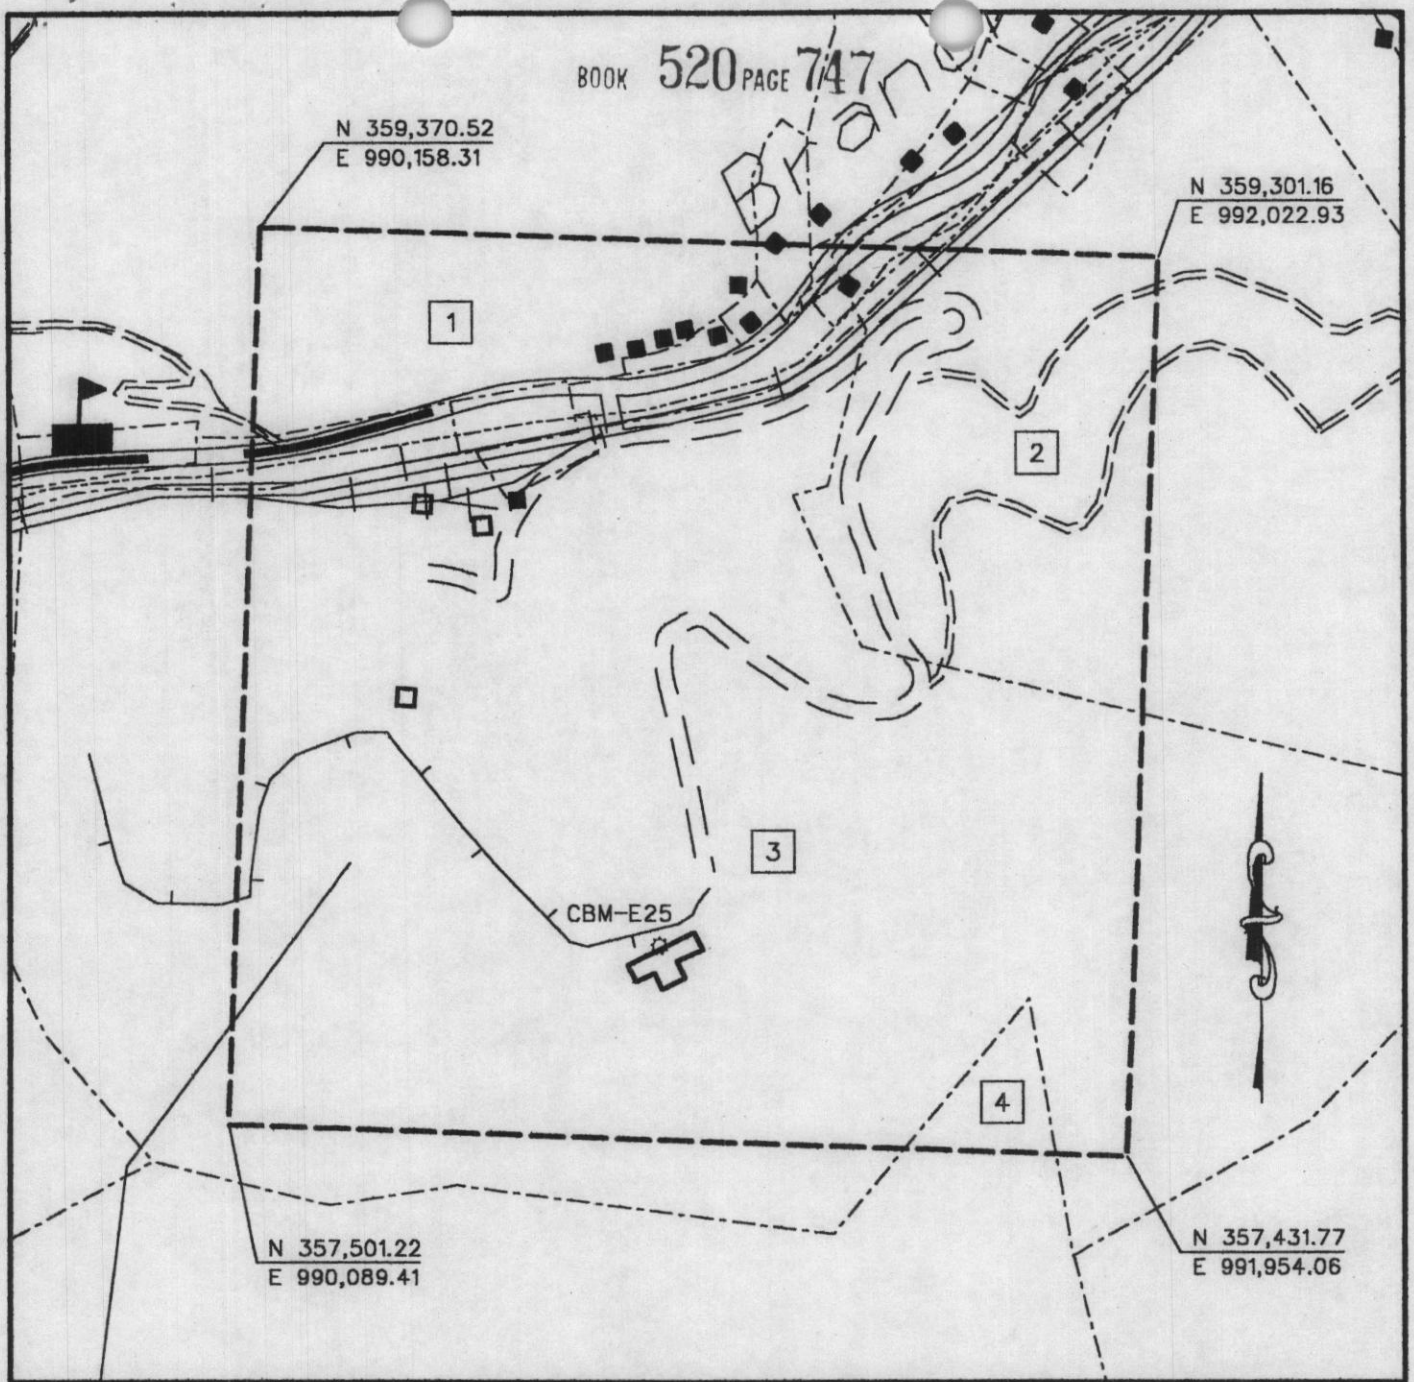 BOOK 520 PAGE 747
Branc
N 359,370.52
E 990,158.31
N 359,301.16
E 992,022.93
1
2
CBM-E25
3
4
N 357,501.22
E 990,089.41
N 357,431.77
E 991,954.06